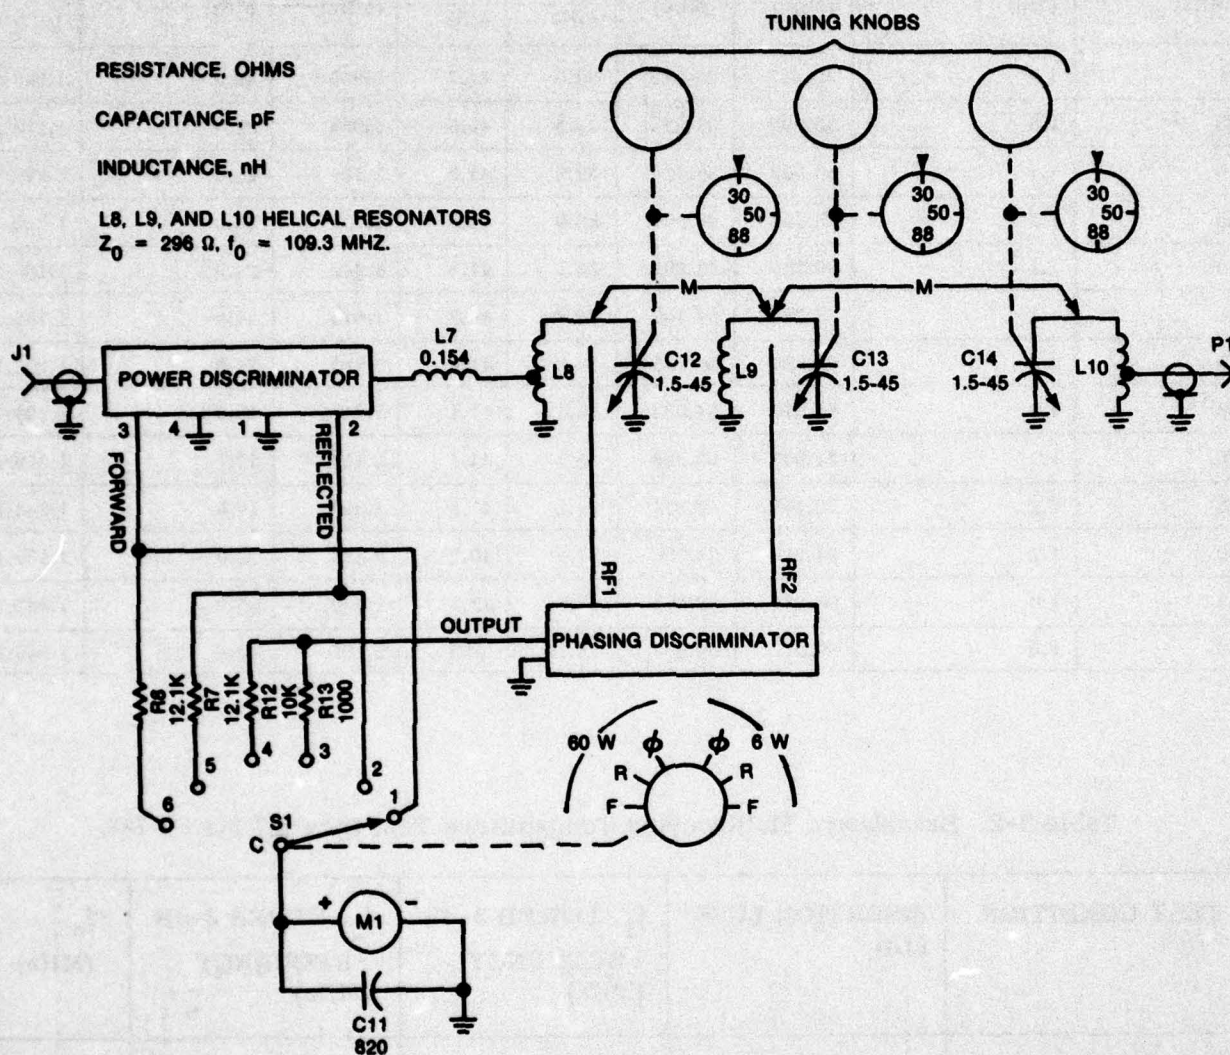 TUNING KNOBS
RESISTANCE, OHMS
CAPACITANCE, pF
INDUCTANCE, nH
L8, L9, AND L10 HELICAL RESONATORS
Z0 = 296 Ω, f0 = 109.3 MHZ.
30
50
88
30
50
88
30
50
88
M
M
J1
POWER DISCRIMINATOR
L7
0.154
L8
C12
1.5-45
L9
C13
1.5-45
C14
1.5-45
L10
P1
3
4
1
2
FORWARD
REFLECTED
RF1
RF2
OUTPUT
PHASING DISCRIMINATOR
R8
12.1K
R7
12.1K
R12
10K
R13
1000
6
5
4
3
2
1
S1
C
60 W
ϕ
ϕ
6 W
R
R
F
F
+
M1
-
C11
820